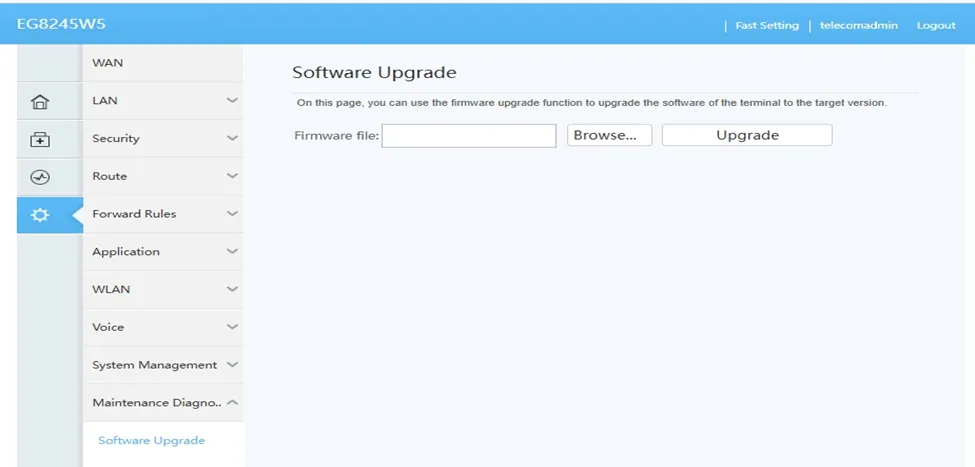 EG8245W5
Fast Setting
telecomadmin
Logout
WAN
LAN
Security
Route
Forward Rules
Application
WLAN
Voice
System Management
Maintenance Diagno..
Software Upgrade
Software Upgrade
On this page, you can use the firmware upgrade function to upgrade the software of the terminal to the target version.
Firmware file:
Browse...
Upgrade